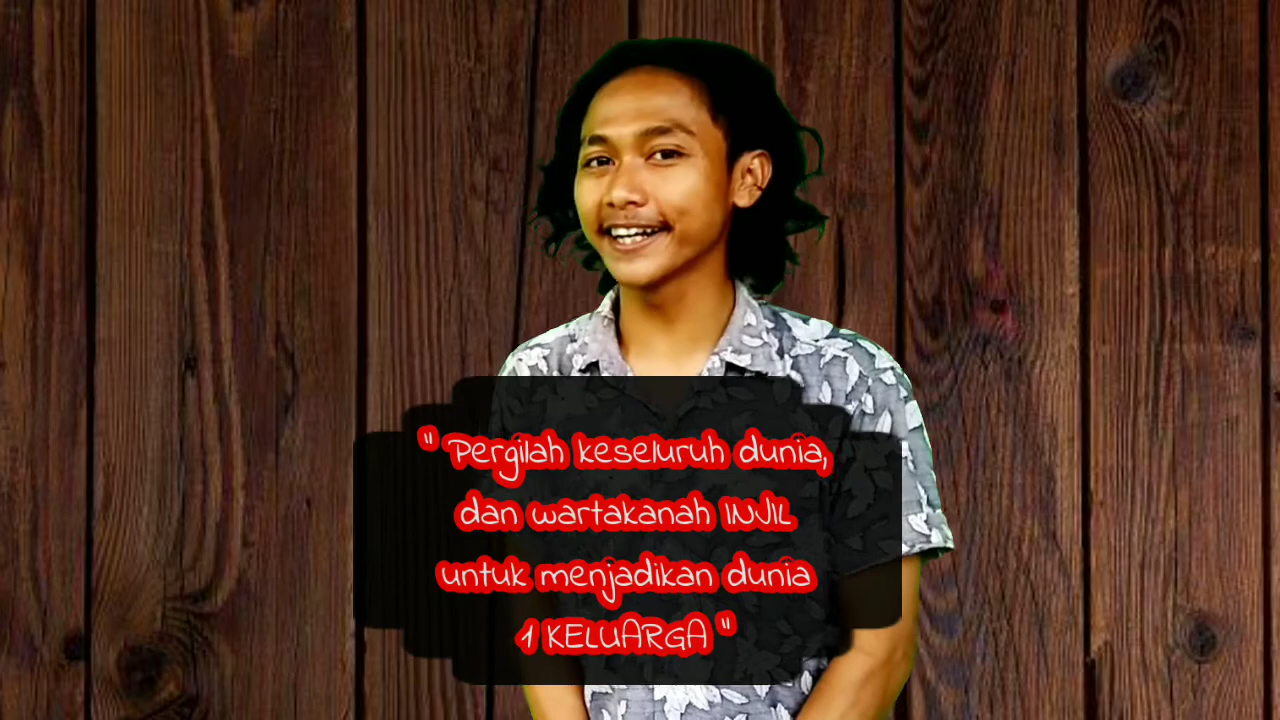 " Pergilah keseluruh dunia,
dan wartakanah INJIL
untuk menjadikan dunia
1 KELUARGA "